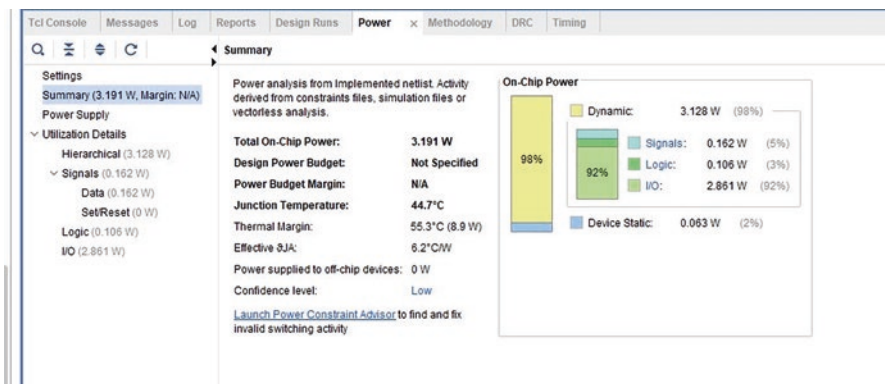 Tcl Console Messages Log Reports Design Runs Power × Methodology DRC Timing
Summary
Settings
Summary (3.191 W, Margin: N/A)
Power Supply
Utilization Details
Hierarchical (3.128 W)
Signals (0.162 W)
Data (0.162 W)
Set/Reset (0 W)
Logic (0.106 W)
I/O (2.861 W)
Power analysis from Implemented netlist. Activity
derived from constraints files, simulation files or
vectorless analysis.
Total On-Chip Power: 3.191 W
Design Power Budget: Not Specified
Power Budget Margin: N/A
Junction Temperature: 44.7°C
Thermal Margin: 55.3°C (8.9 W)
Effective ϑJA: 6.2°C/W
Power supplied to off-chip devices: 0 W
Confidence level: Low
Launch Power Constraint Advisor to find and fix
invalid switching activity
On-Chip Power
Dynamic: 3.128 W (98%)
98%
92%
Signals: 0.162 W (5%)
Logic: 0.106 W (3%)
I/O: 2.861 W (92%)
Device Static: 0.063 W (2%)